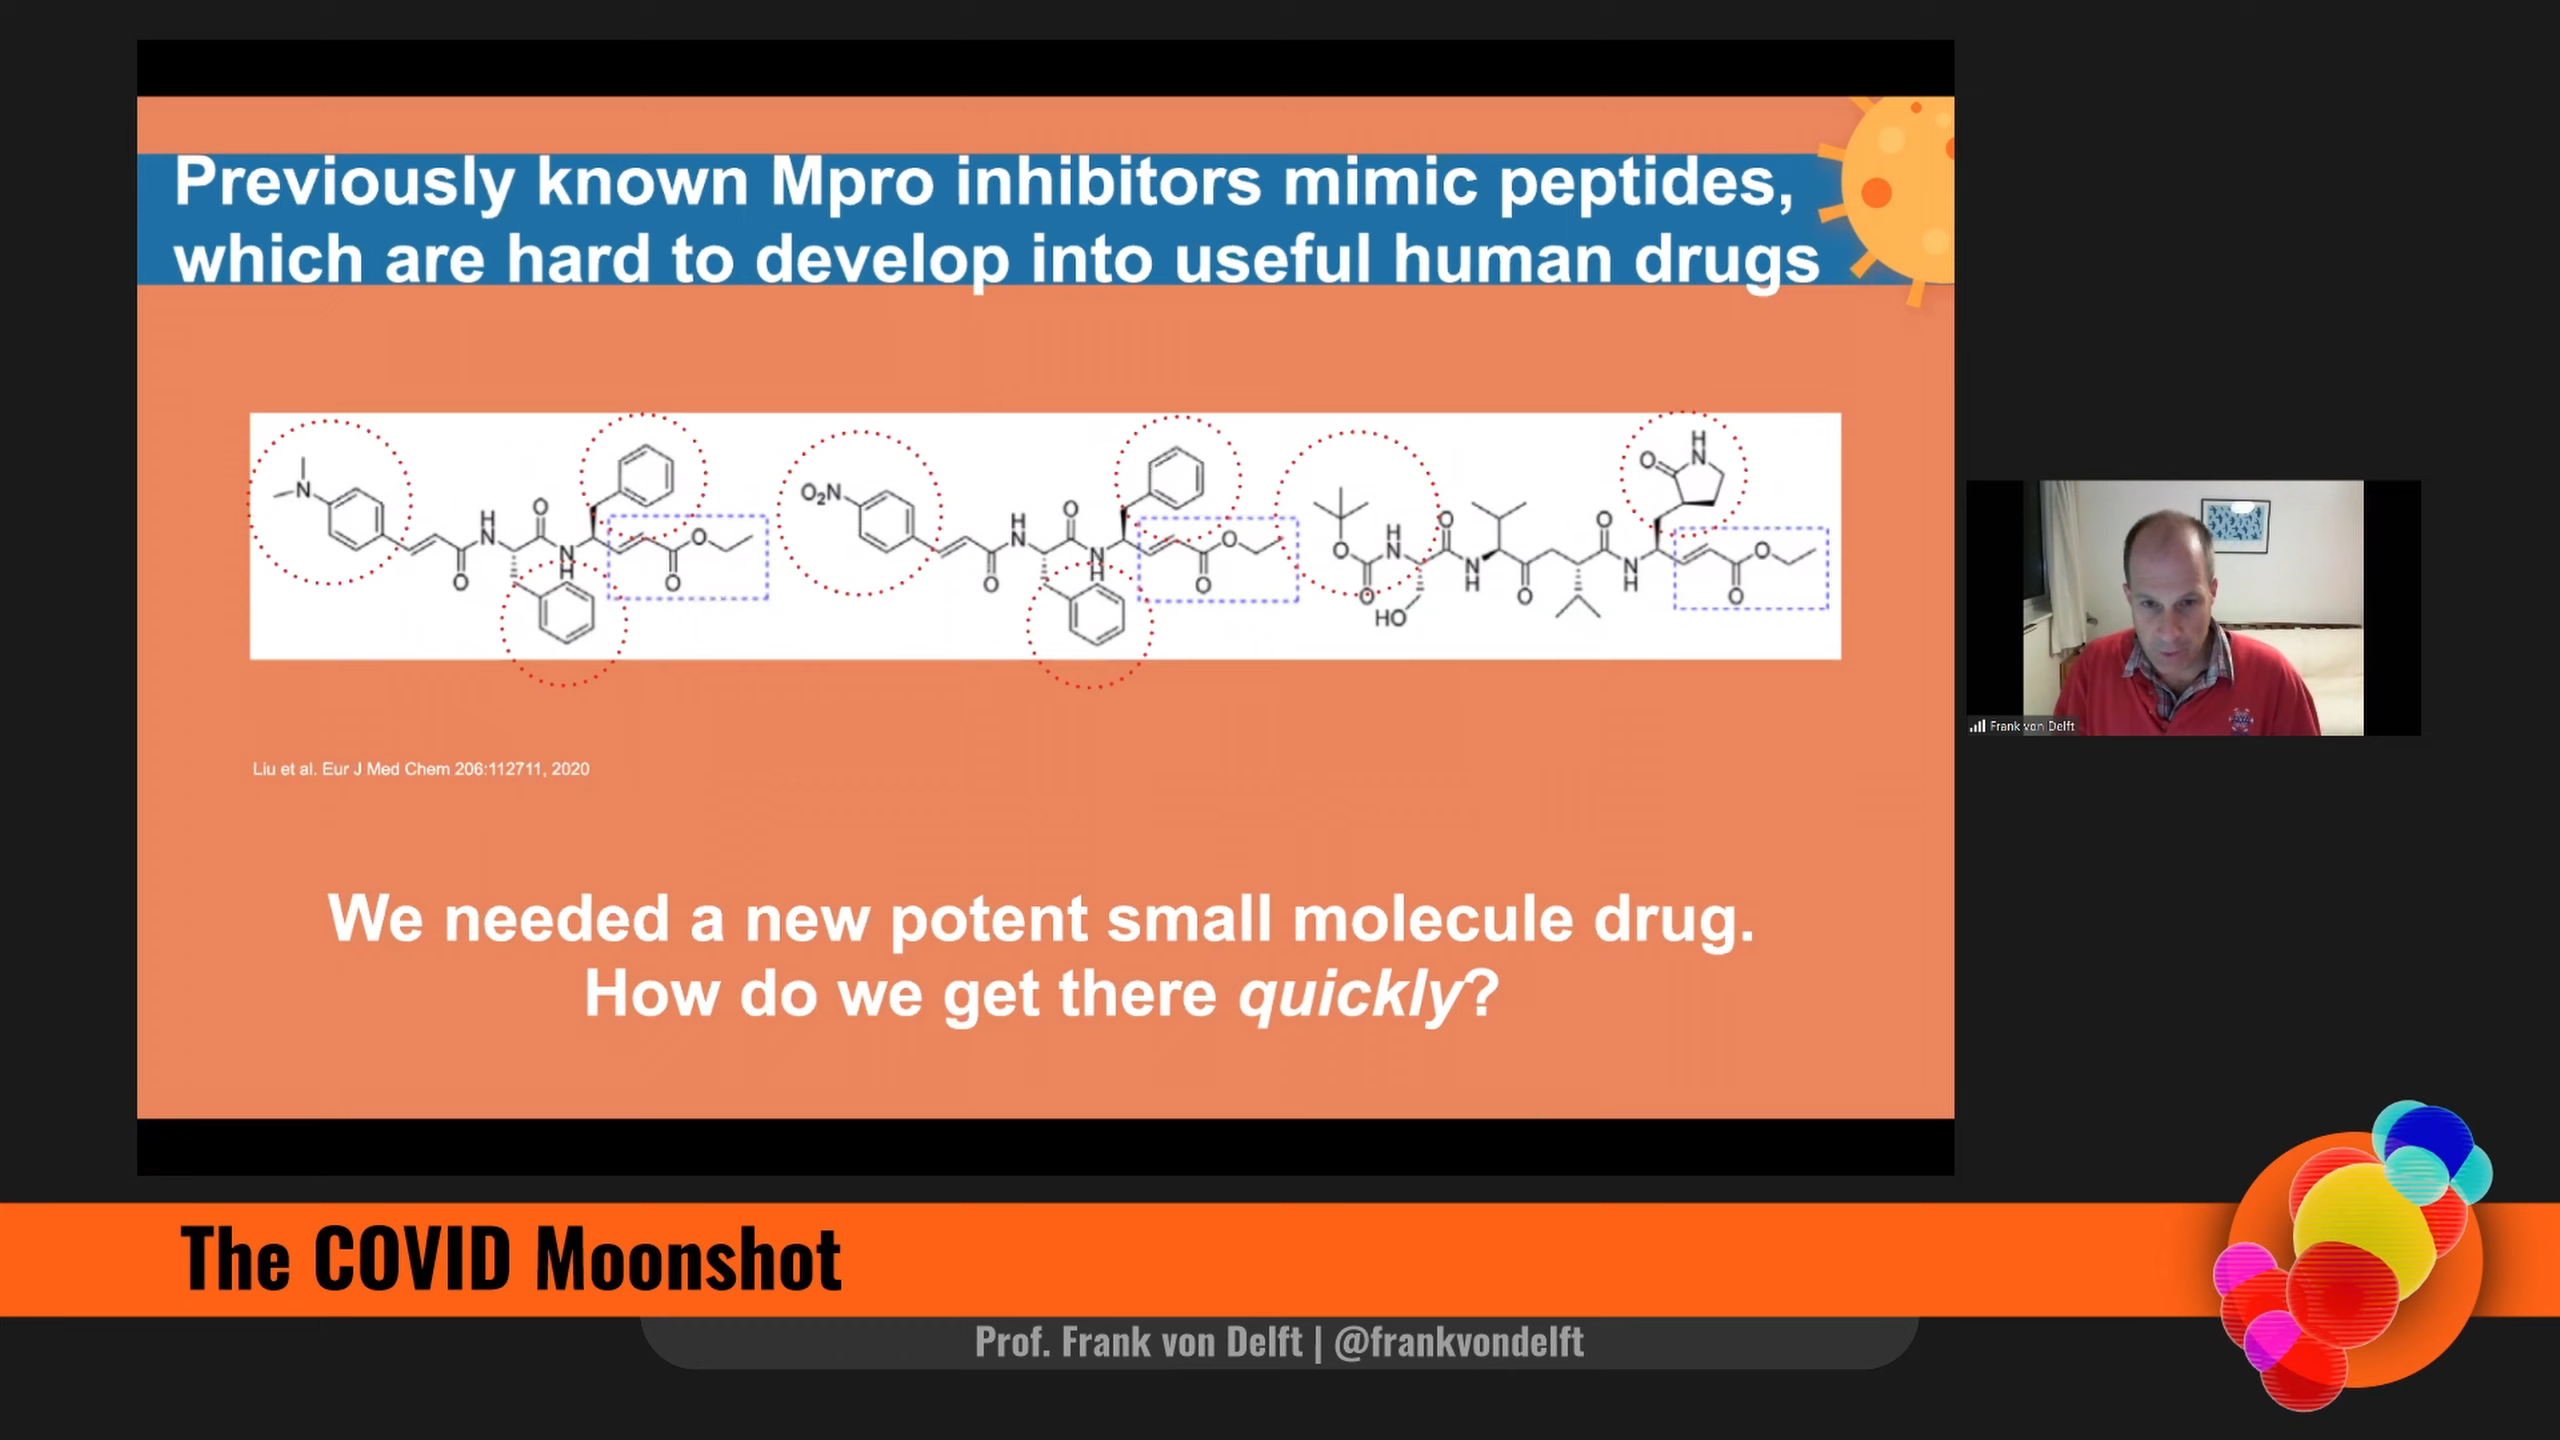 Previously known Mpro inhibitors mimic peptides,
which are hard to develop into useful human drugs
N
O
H
N
O
N
H
O
O
O₂N
O
H
N
O
N
H
O
O
O
O
H
N
HO
O
N
H
O
O
N
H
O
H
N
O
O
Liu et al. Eur J Med Chem 206:112711, 2020
We needed a new potent small molecule drug.
How do we get there quickly?
Frank von Delft
The COVID Moonshot
Prof. Frank von Delft | @frankvondelft